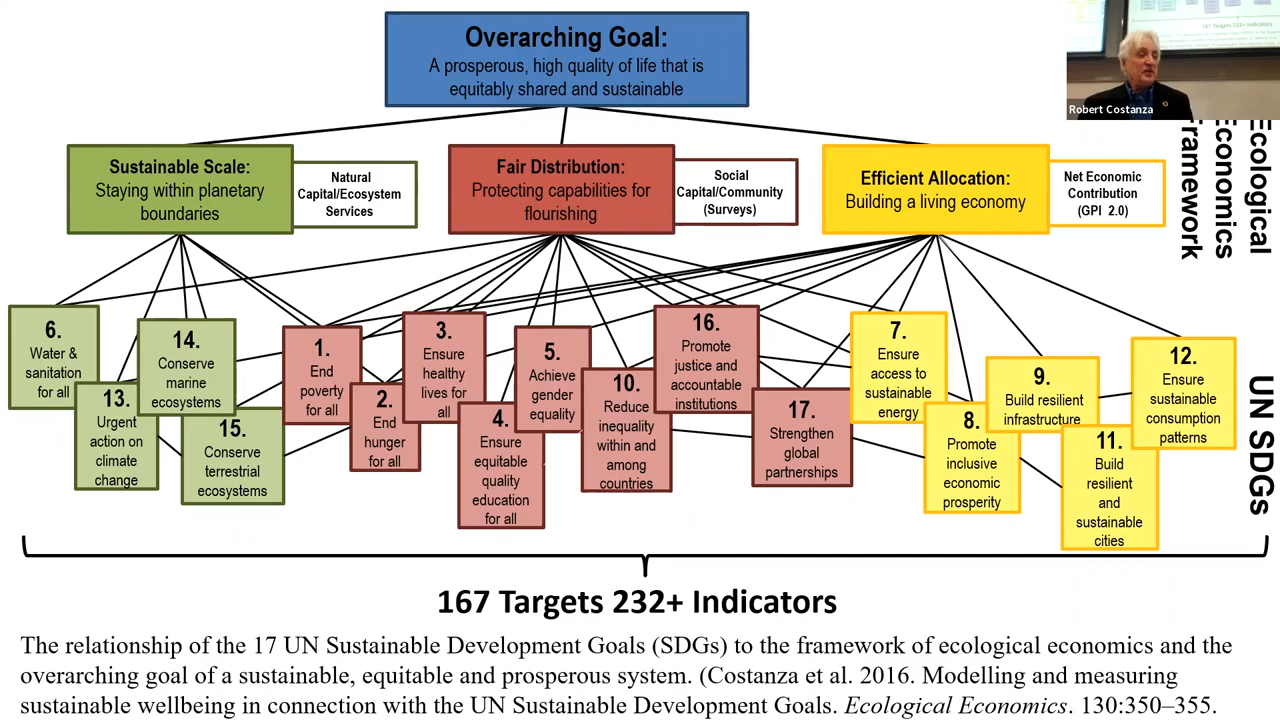 Overarching Goal:
A prosperous, high quality of life that is
equitably shared and sustainable
167 Targets 232+ Indicators
Robert Costanza
Ecological
Economics
Framework
Sustainable Scale:
Staying within planetary
boundaries
Natural
Capital/Ecosystem
Services
Fair Distribution:
Protecting capabilities for
flourishing
Social
Capital/Community
(Surveys)
Efficient Allocation:
Building a living economy
Net Economic
Contribution
(GPI 2.0)
6.
Water &
sanitation
for all
13.
Urgent
action on
climate
change
14.
Conserve
marine
ecosystems
15.
Conserve
terrestrial
ecosystems
1.
End
poverty
for all
2.
End
hunger
for all
3.
Ensure
healthy
lives for
all
4.
Ensure
equitable
quality
education
for all
5.
Achieve
gender
equality
10.
Reduce
inequality
within and
among
countries
16.
Promote
justice and
accountable
institutions
17.
Strengthen
global
partnerships
7.
Ensure
access to
sustainable
energy
8.
Promote
inclusive
economic
prosperity
9.
Build resilient
infrastructure
11.
Build
resilient
and
sustainable
cities
12.
Ensure
sustainable
consumption
patterns
UN SDGs
167 Targets 232+ Indicators
The relationship of the 17 UN Sustainable Development Goals (SDGs) to the framework of ecological economics and the
overarching goal of a sustainable, equitable and prosperous system. (Costanza et al. 2016. Modelling and measuring
sustainable wellbeing in connection with the UN Sustainable Development Goals. Ecological Economics. 130:350–355.